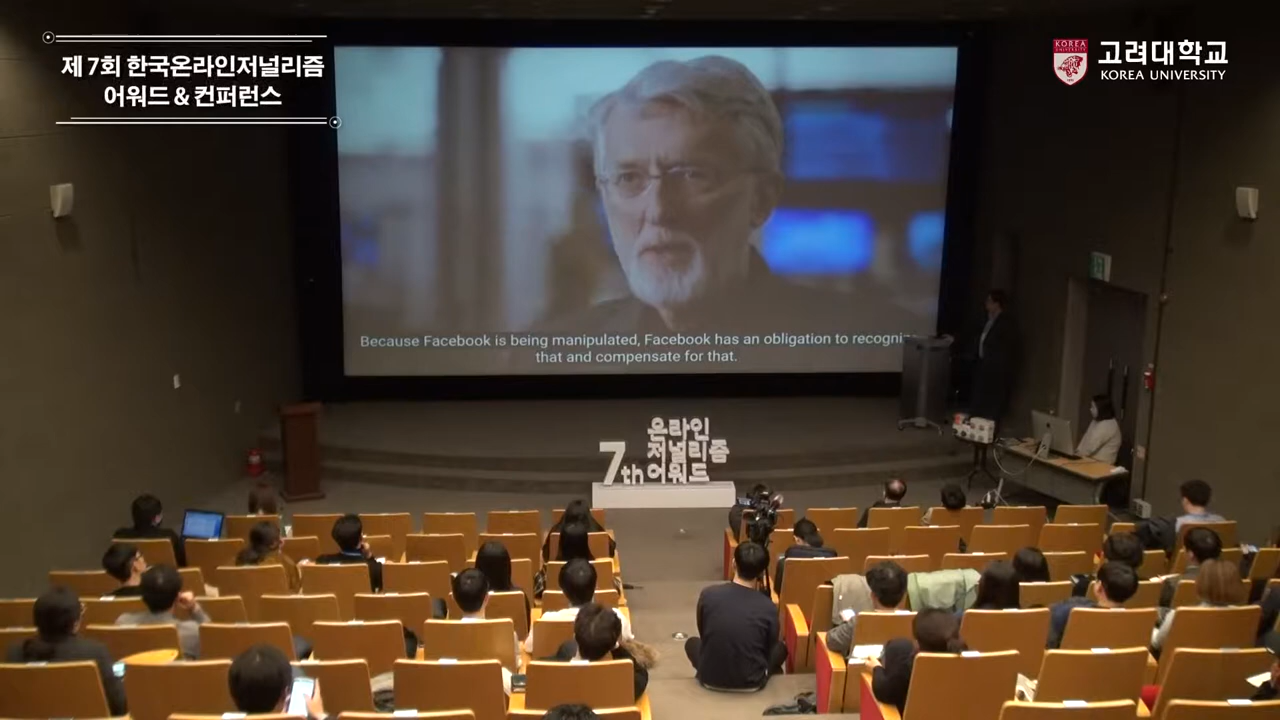 제 7회 한국온라인저널리즘
어워드 & 컨퍼런스
KOREA
UNIVERSITY
고려대학교
KOREA UNIVERSITY
Because Facebook is being manipulated, Facebook has an obligation to
that and compensate for that.
7th
온라인
저널리즘
어워드